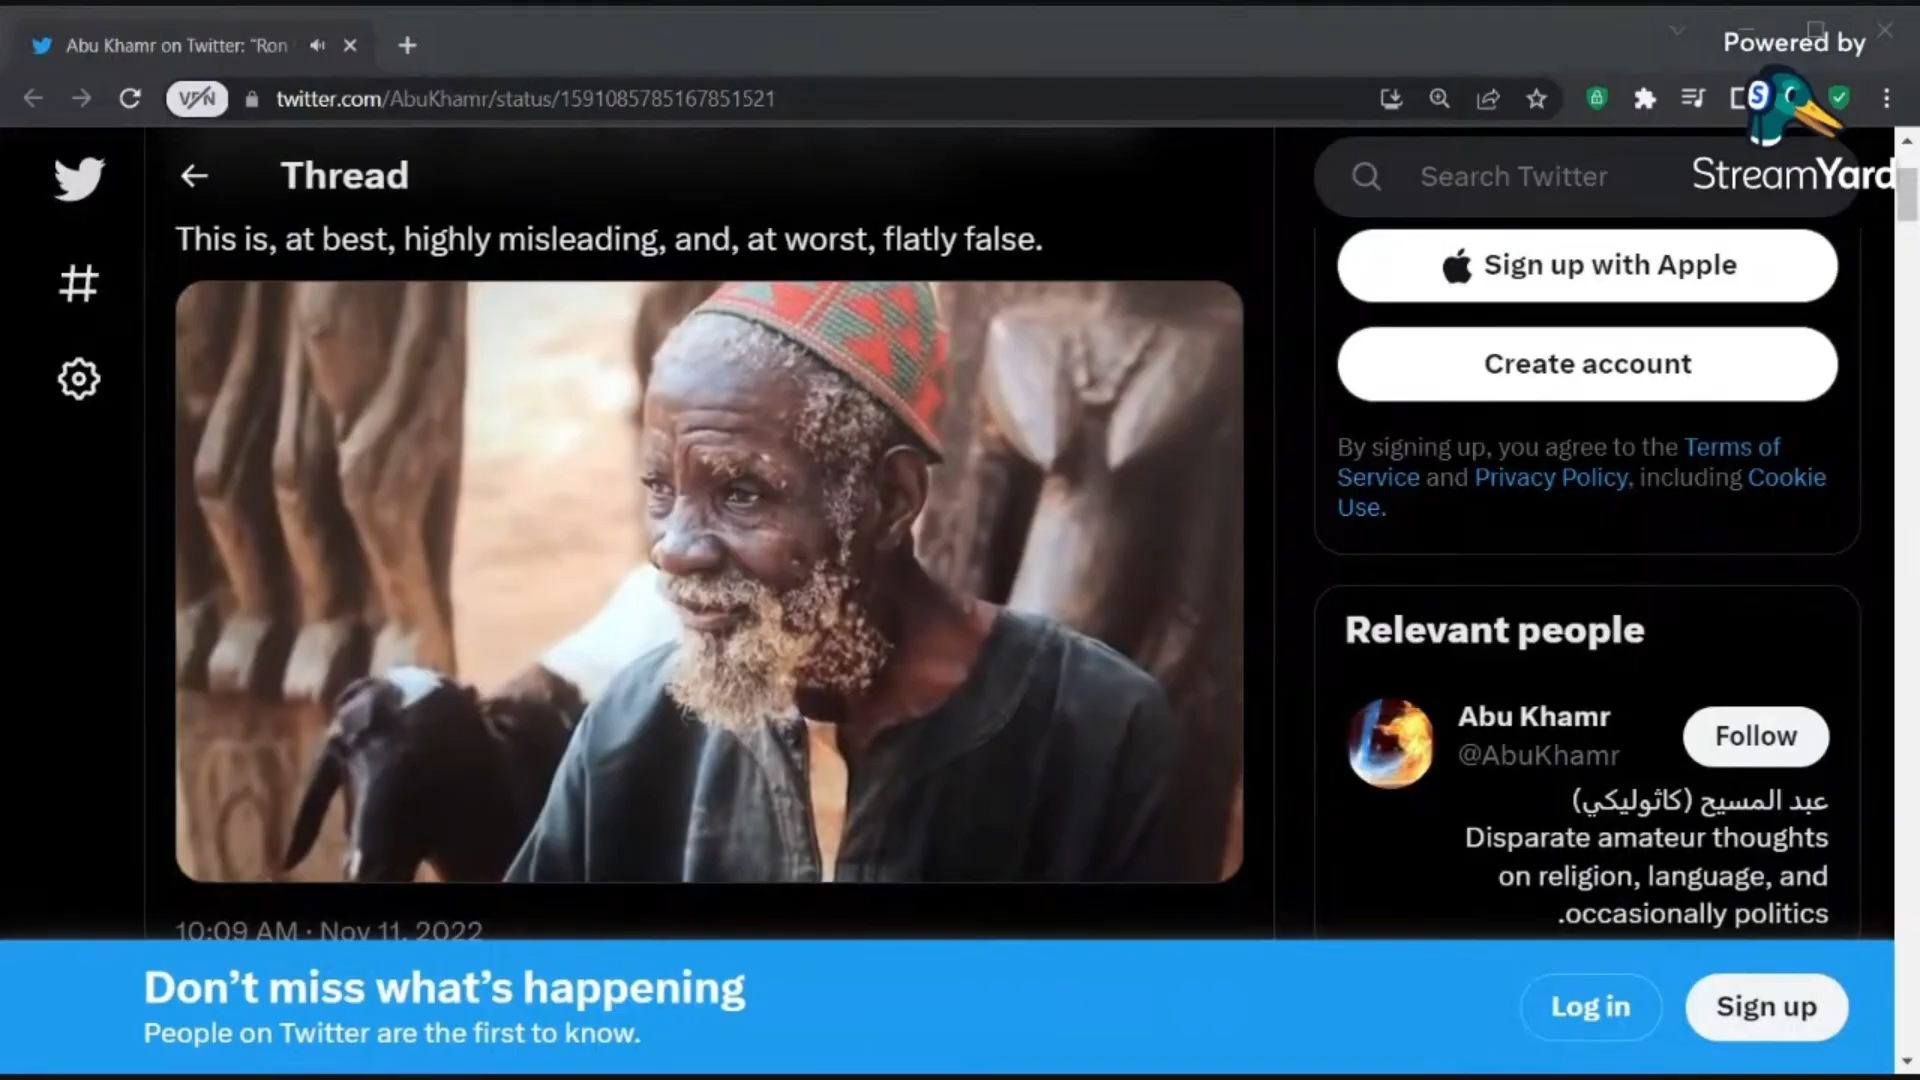 Abu Khamr on Twitter: "Ron
Powered by
VPN
twitter.com/AbuKhamr/status/1591085785167851521
S
StreamYard
Thread
Search Twitter
This is, at best, highly misleading, and, at worst, flatly false.
Sign up with Apple
Create account
By signing up, you agree to the Terms of
Service and Privacy Policy, including Cookie
Use.
Relevant people
Abu Khamr
@AbuKhamr
Follow
عبد المسيح (كاثوليكي)
Disparate amateur thoughts
on religion, language, and
.occasionally politics
10:09 AM · Nov 11, 2022
Don’t miss what’s happening
People on Twitter are the first to know.
Log in
Sign up